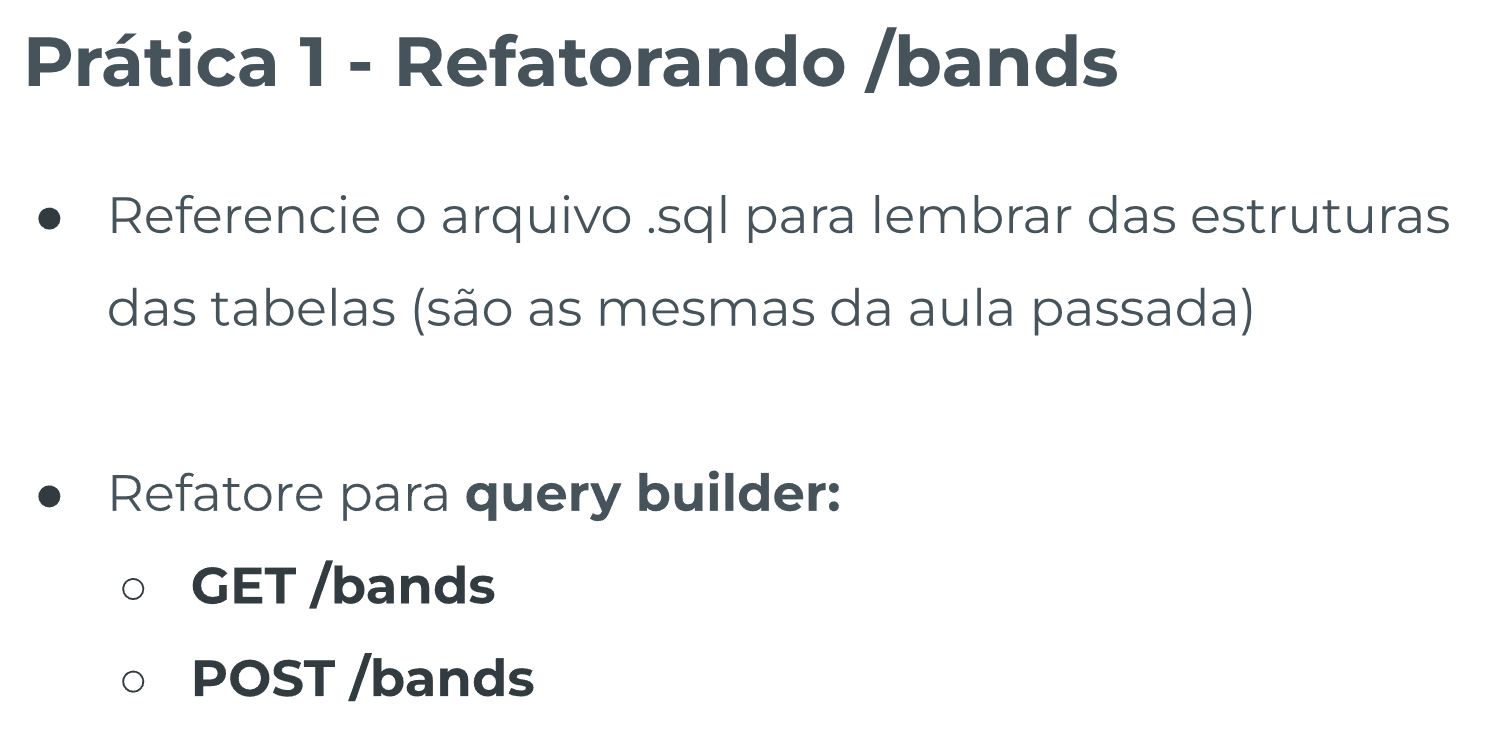 Prática 1 - Refatorando /bands
● Referencie o arquivo .sql para lembrar das estruturas
das tabelas (são as mesmas da aula passada)
● Refatore para query builder:
○ GET /bands
○ POST /bands